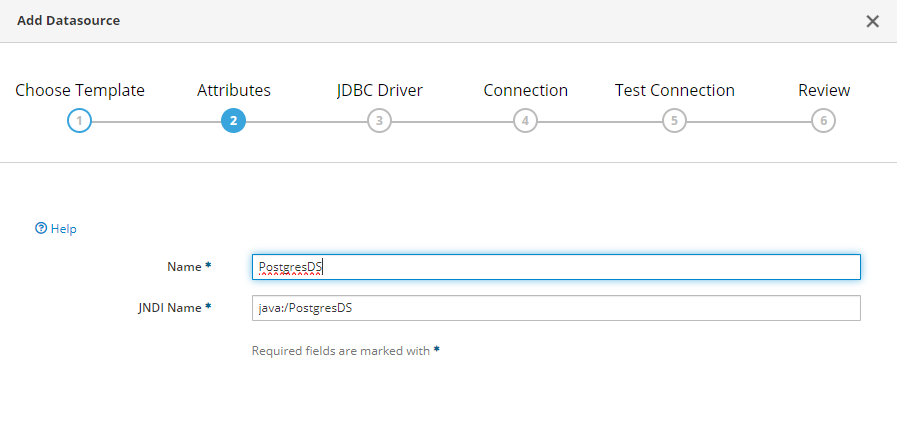 Add Datasource
Choose Template Attributes JDBC Driver Connection Test Connection Review
1 2 3 4 5 6
Help
Name * PostgresDS
JNDI Name * java:/PostgresDS
Required fields are marked with *